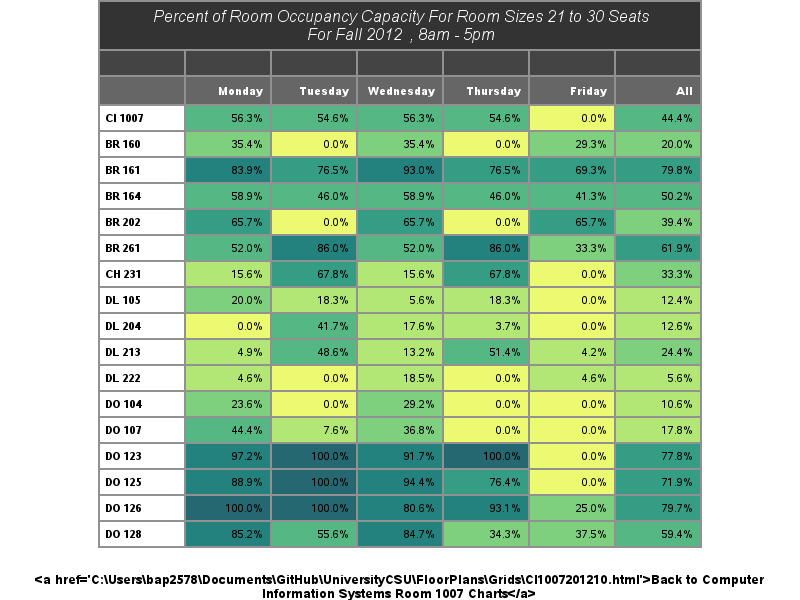 Percent of Room Occupancy Capacity For Room Sizes 21 to 30 Seats
For Fall 2012 , 8am - 5pm
Monday Tuesday Wednesday Thursday Friday All
CI 1007 56.3% 54.6% 56.3% 54.6% 0.0% 44.4%
BR 160 35.4% 0.0% 35.4% 0.0% 29.3% 20.0%
BR 161 83.9% 76.5% 93.0% 76.5% 69.3% 79.8%
BR 164 58.9% 46.0% 58.9% 46.0% 41.3% 50.2%
BR 202 65.7% 0.0% 65.7% 0.0% 65.7% 39.4%
BR 261 52.0% 86.0% 52.0% 86.0% 33.3% 61.9%
CH 231 15.6% 67.8% 15.6% 67.8% 0.0% 33.3%
DL 105 20.0% 18.3% 5.6% 18.3% 0.0% 12.4%
DL 204 0.0% 41.7% 17.6% 3.7% 0.0% 12.6%
DL 213 4.9% 48.6% 13.2% 51.4% 4.2% 24.4%
DL 222 4.6% 0.0% 18.5% 0.0% 4.6% 5.6%
DO 104 23.6% 0.0% 29.2% 0.0% 0.0% 10.6%
DO 107 44.4% 7.6% 36.8% 0.0% 0.0% 17.8%
DO 123 97.2% 100.0% 91.7% 100.0% 0.0% 77.8%
DO 125 88.9% 100.0% 94.4% 76.4% 0.0% 71.9%
DO 126 100.0% 100.0% 80.6% 93.1% 25.0% 79.7%
DO 128 85.2% 55.6% 84.7% 34.3% 37.5% 59.4%
<a href='C:\Users\bap2578\Documents\GitHub\UniversityCSU\FloorPlans\Grids\CI1007201210.html'>Back to Computer
Information Systems Room 1007 Charts</a>